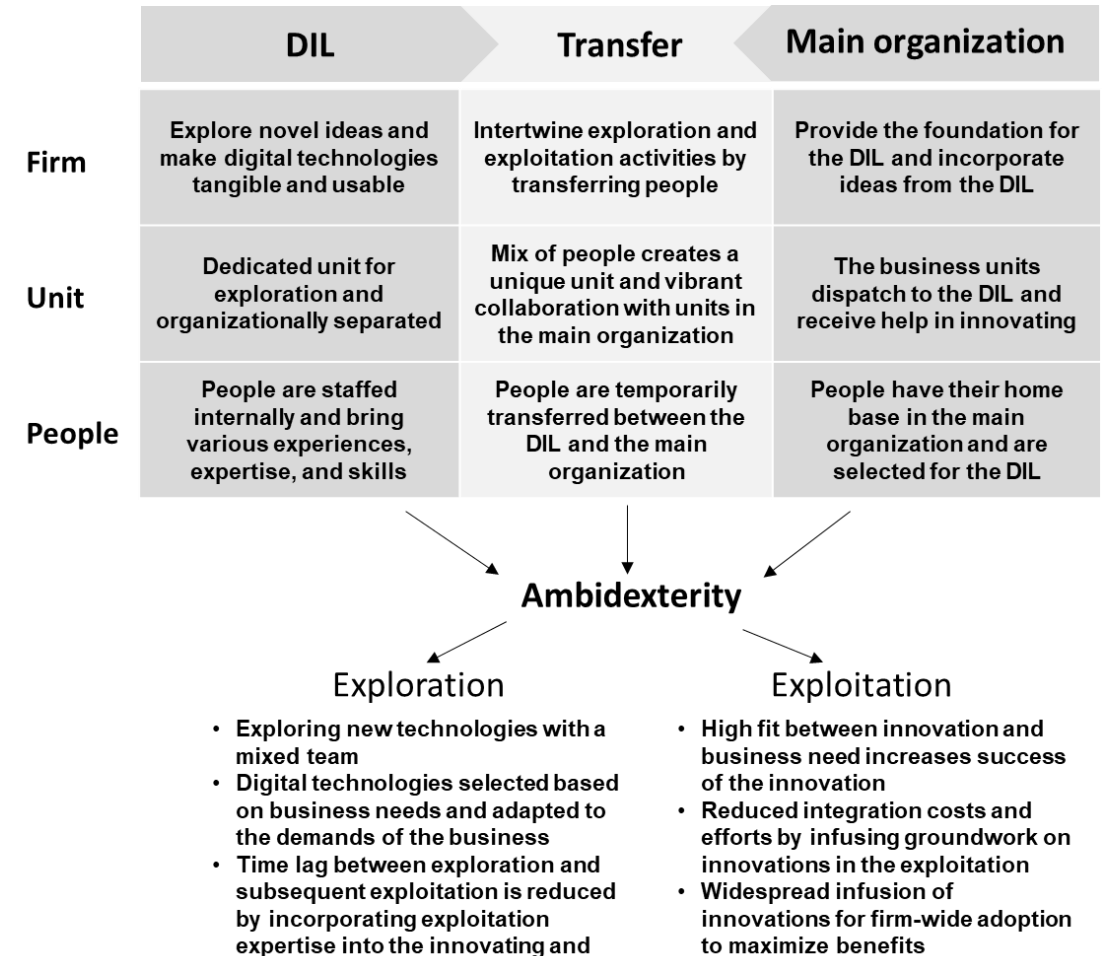 DIL
Transfer
Main organization
Firm
Explore novel ideas and
make digital technologies
tangible and usable
Intertwine exploration and
exploitation activities by
transferring people
Provide the foundation for
the DIL and incorporate
ideas from the DIL
Unit
Dedicated unit for
exploration and
organizationally separated
Mix of people creates a
unique unit and vibrant
collaboration with units in
the main organization
The business units
dispatch to the DIL and
receive help in innovating
People
People are staffed
internally and bring
various experiences,
expertise, and skills
People are temporarily
transferred between the
DIL and the main
organization
People have their home
base in the main
organization and are
selected for the DIL
Ambidexterity
Exploration
• Exploring new technologies with a
mixed team
• Digital technologies selected based
on business needs and adapted to
the demands of the business
• Time lag between exploration and
subsequent exploitation is reduced
by incorporating exploitation
expertise into the innovating and
Exploitation
• High fit between innovation and
business need increases success
of the innovation
• Reduced integration costs and
efforts by infusing groundwork on
innovations in the exploitation
• Widespread infusion of
innovations for firm-wide adoption
to maximize benefits